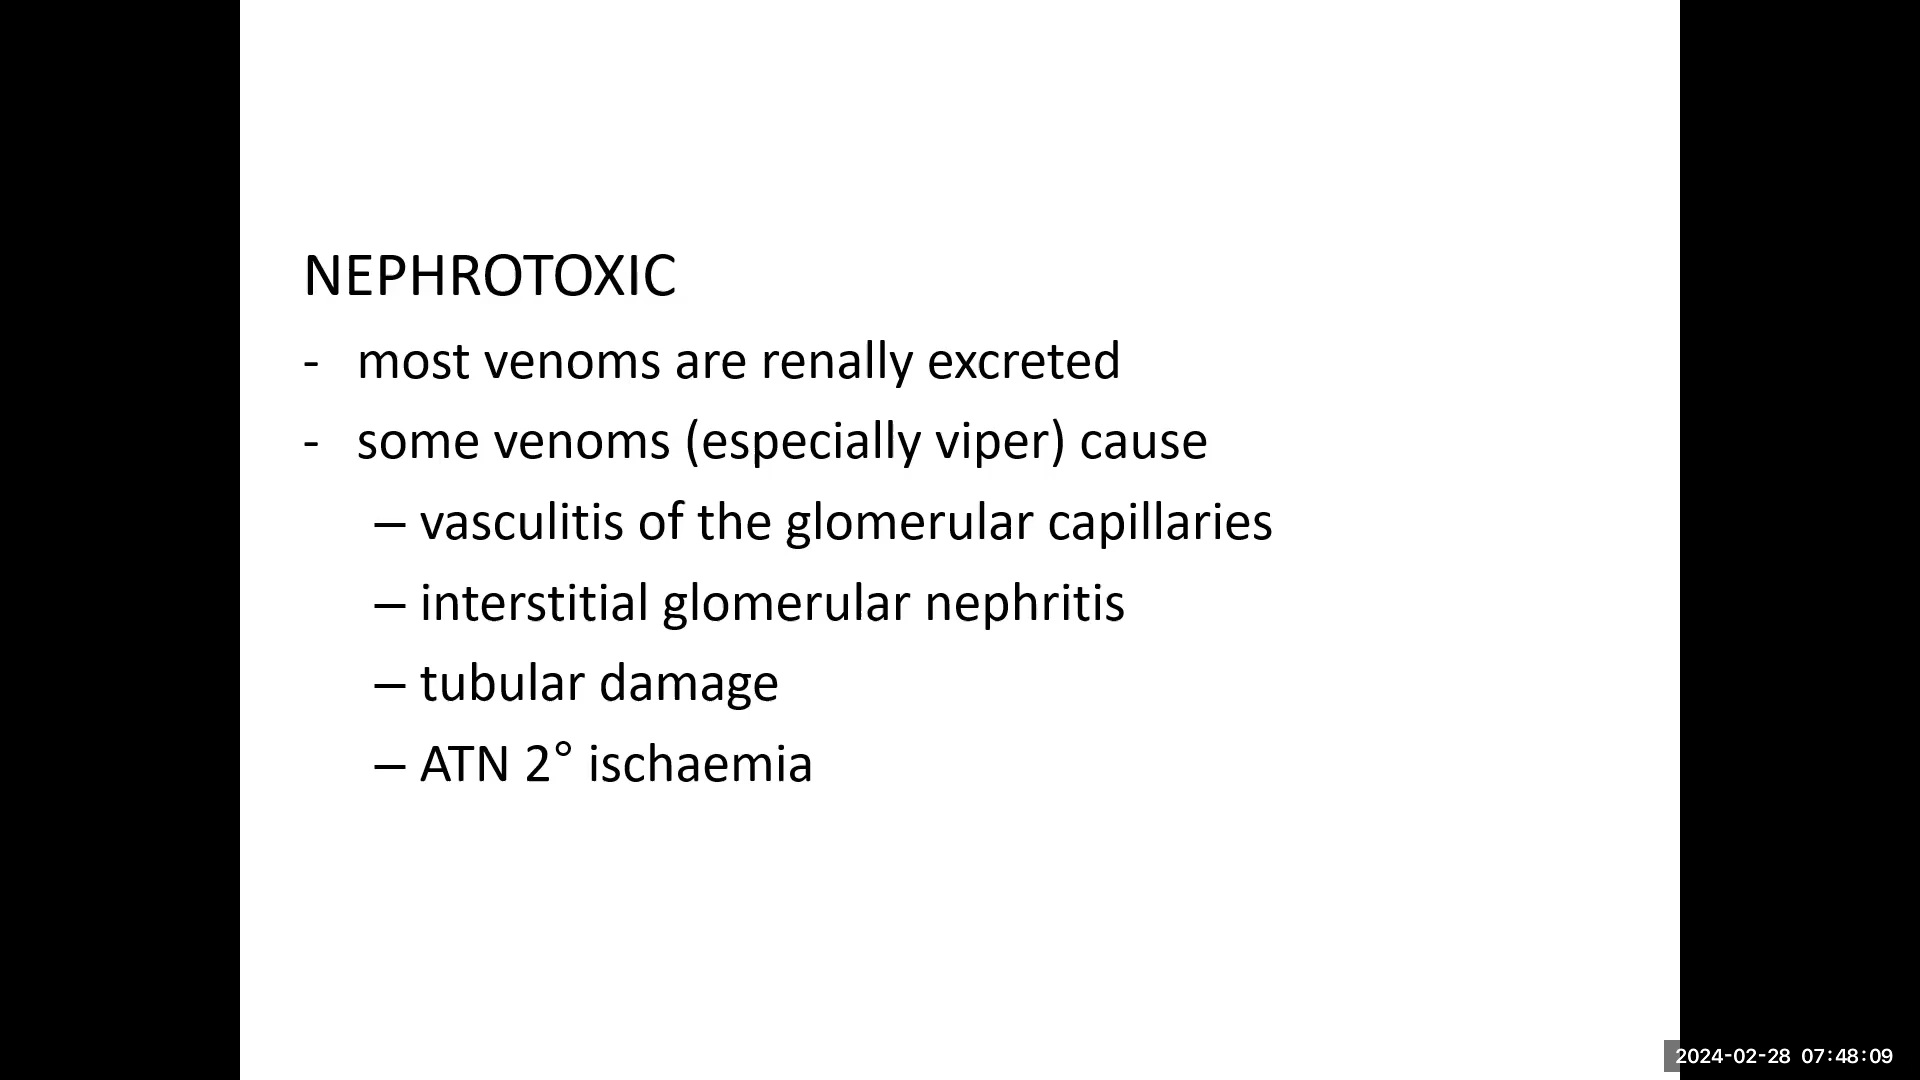 NEPHROTOXIC
- most venoms are renally excreted
- some venoms (especially viper) cause
– vasculitis of the glomerular capillaries
– interstitial glomerular nephritis
– tubular damage
– ATN 2° ischaemia
2024-02-28 07:48:09